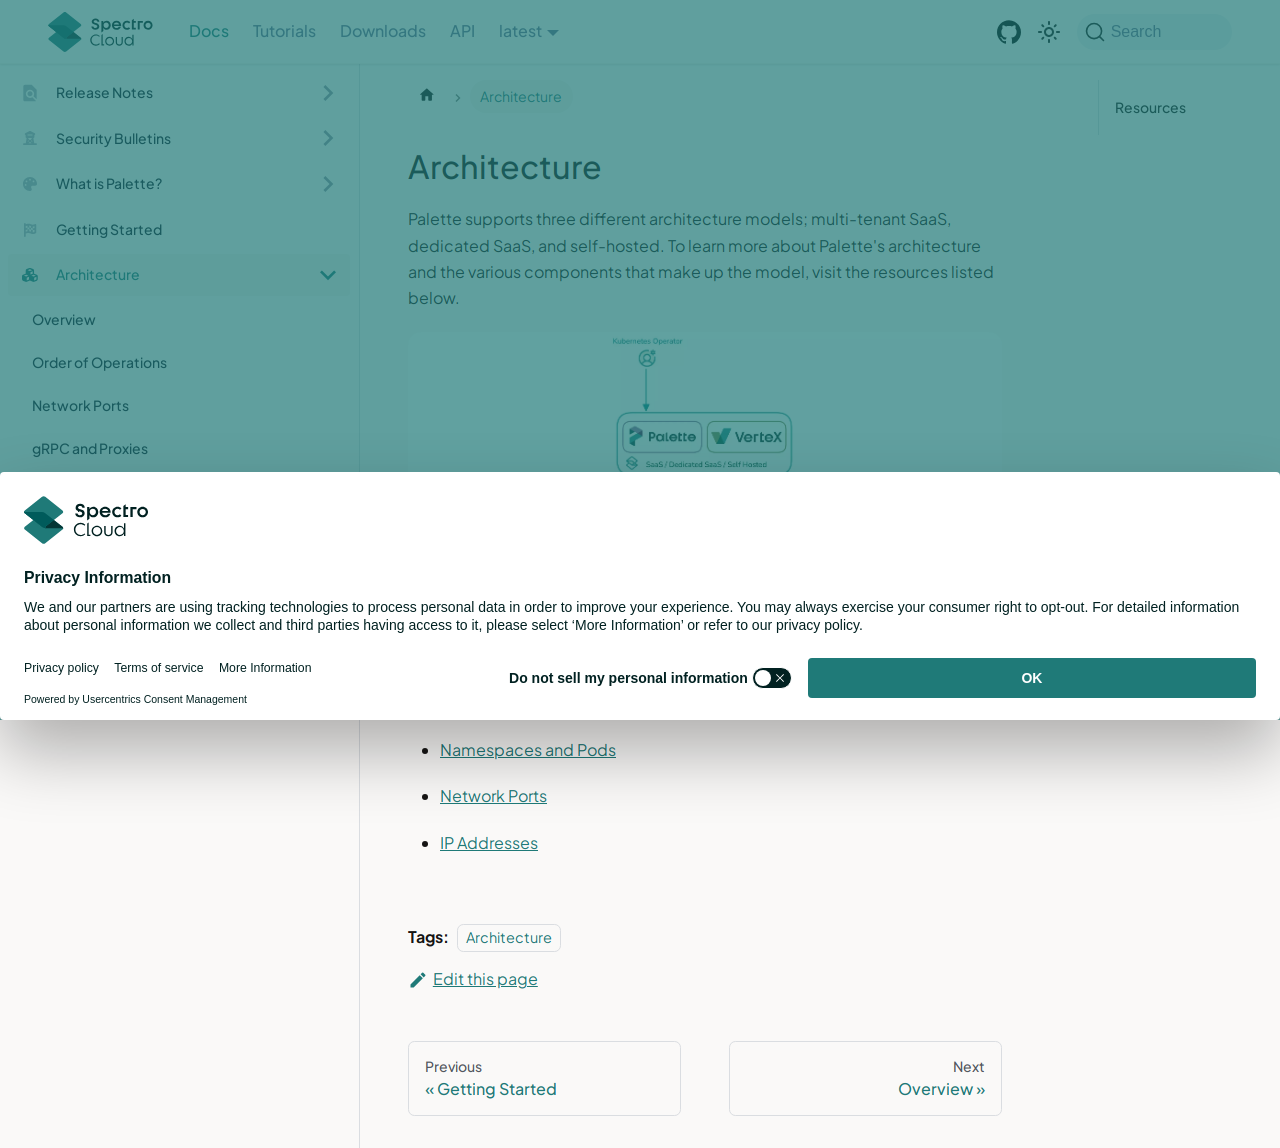 Spectro
Cloud
Docs
Tutorials
Downloads
API
latest
Search
Release Notes
Security Bulletins
What is Palette?
Getting Started
Architecture
Overview
Order of Operations
Network Ports
gRPC and Proxies
Architecture
Resources
Architecture
Palette supports three different architecture models; multi-tenant SaaS,
dedicated SaaS, and self-hosted. To learn more about Palette's architecture
and the various components that make up the model, visit the resources listed
below.
Kubernetes Operator
Palette
VerteX
SaaS / Dedicated SaaS / Self Hosted
Spectro
Cloud
Privacy Information
We and our partners are using tracking technologies to process personal data in order to improve your experience. You may always exercise your consumer right to opt-out. For detailed information
about personal information we collect and third parties having access to it, please select ‘More Information’ or refer to our privacy policy.
Privacy policy
Terms of service
More Information
Do not sell my personal information
OK
Powered by Usercentrics Consent Management
Namespaces and Pods
Network Ports
IP Addresses
Tags:
Architecture
Edit this page
Previous
« Getting Started
Next
Overview »